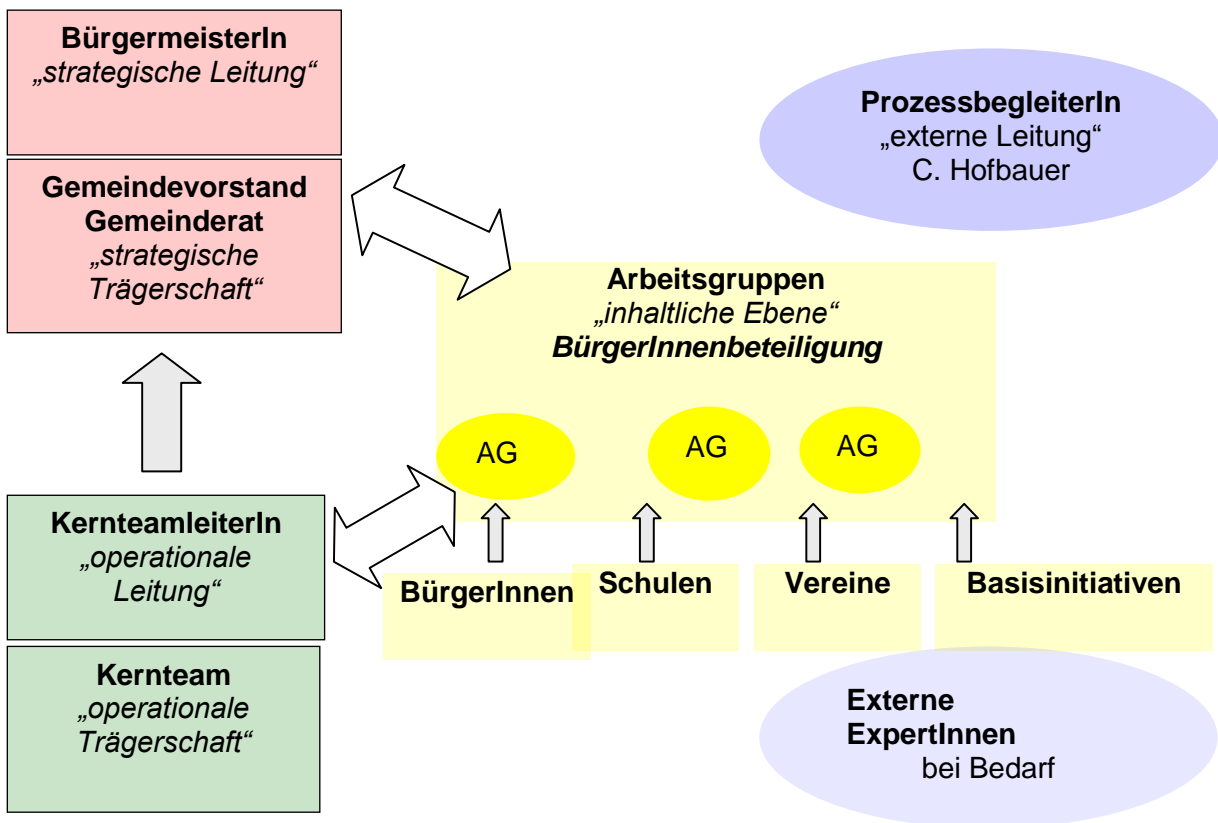 BürgermeisterIn
„strategische Leitung“
Gemeindevorstand
Gemeinderat
„strategische
Trägerschaft“
ProzessbegleiterIn
„externe Leitung“
C. Hofbauer
Arbeitsgruppen
„inhaltliche Ebene“
BürgerInnenbeteiligung
AG
AG
AG
KernteamleiterIn
„operationale
Leitung“
Kernteam
„operationale
Trägerschaft“
BürgerInnen
Schulen
Vereine
Basisinitiativen
Externe
ExpertInnen
bei Bedarf